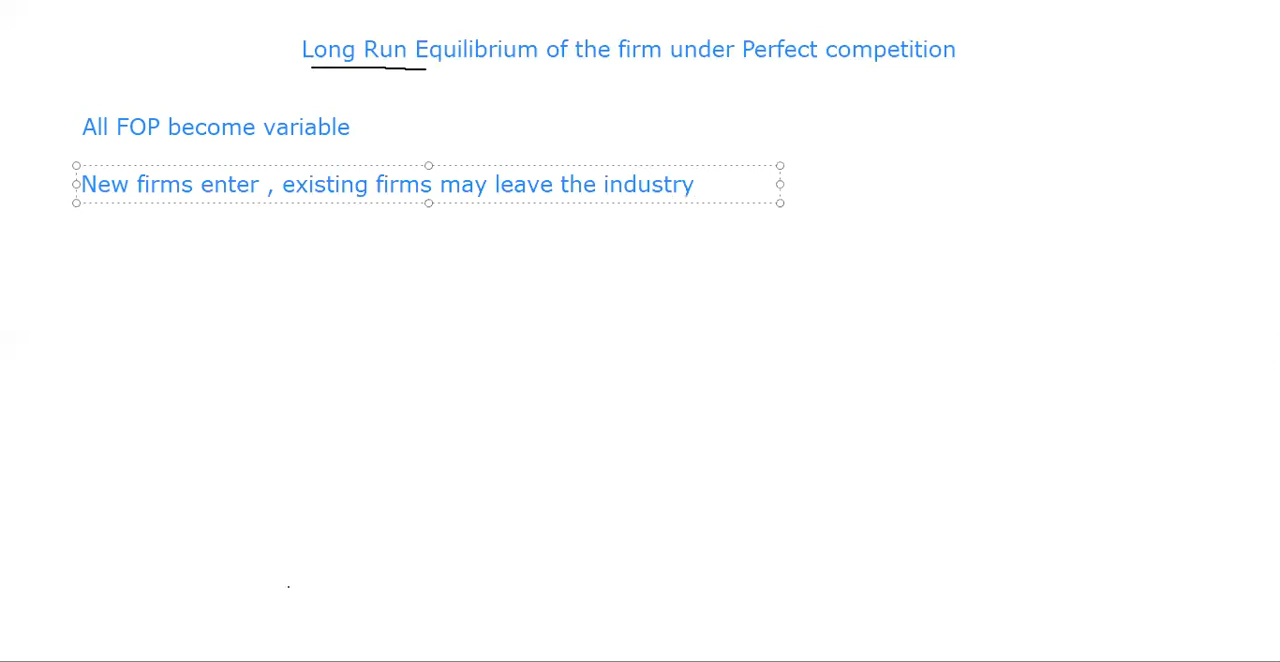 Long Run Equilibrium of the firm under Perfect competition
All FOP become variable
New firms enter , existing firms may leave the industry